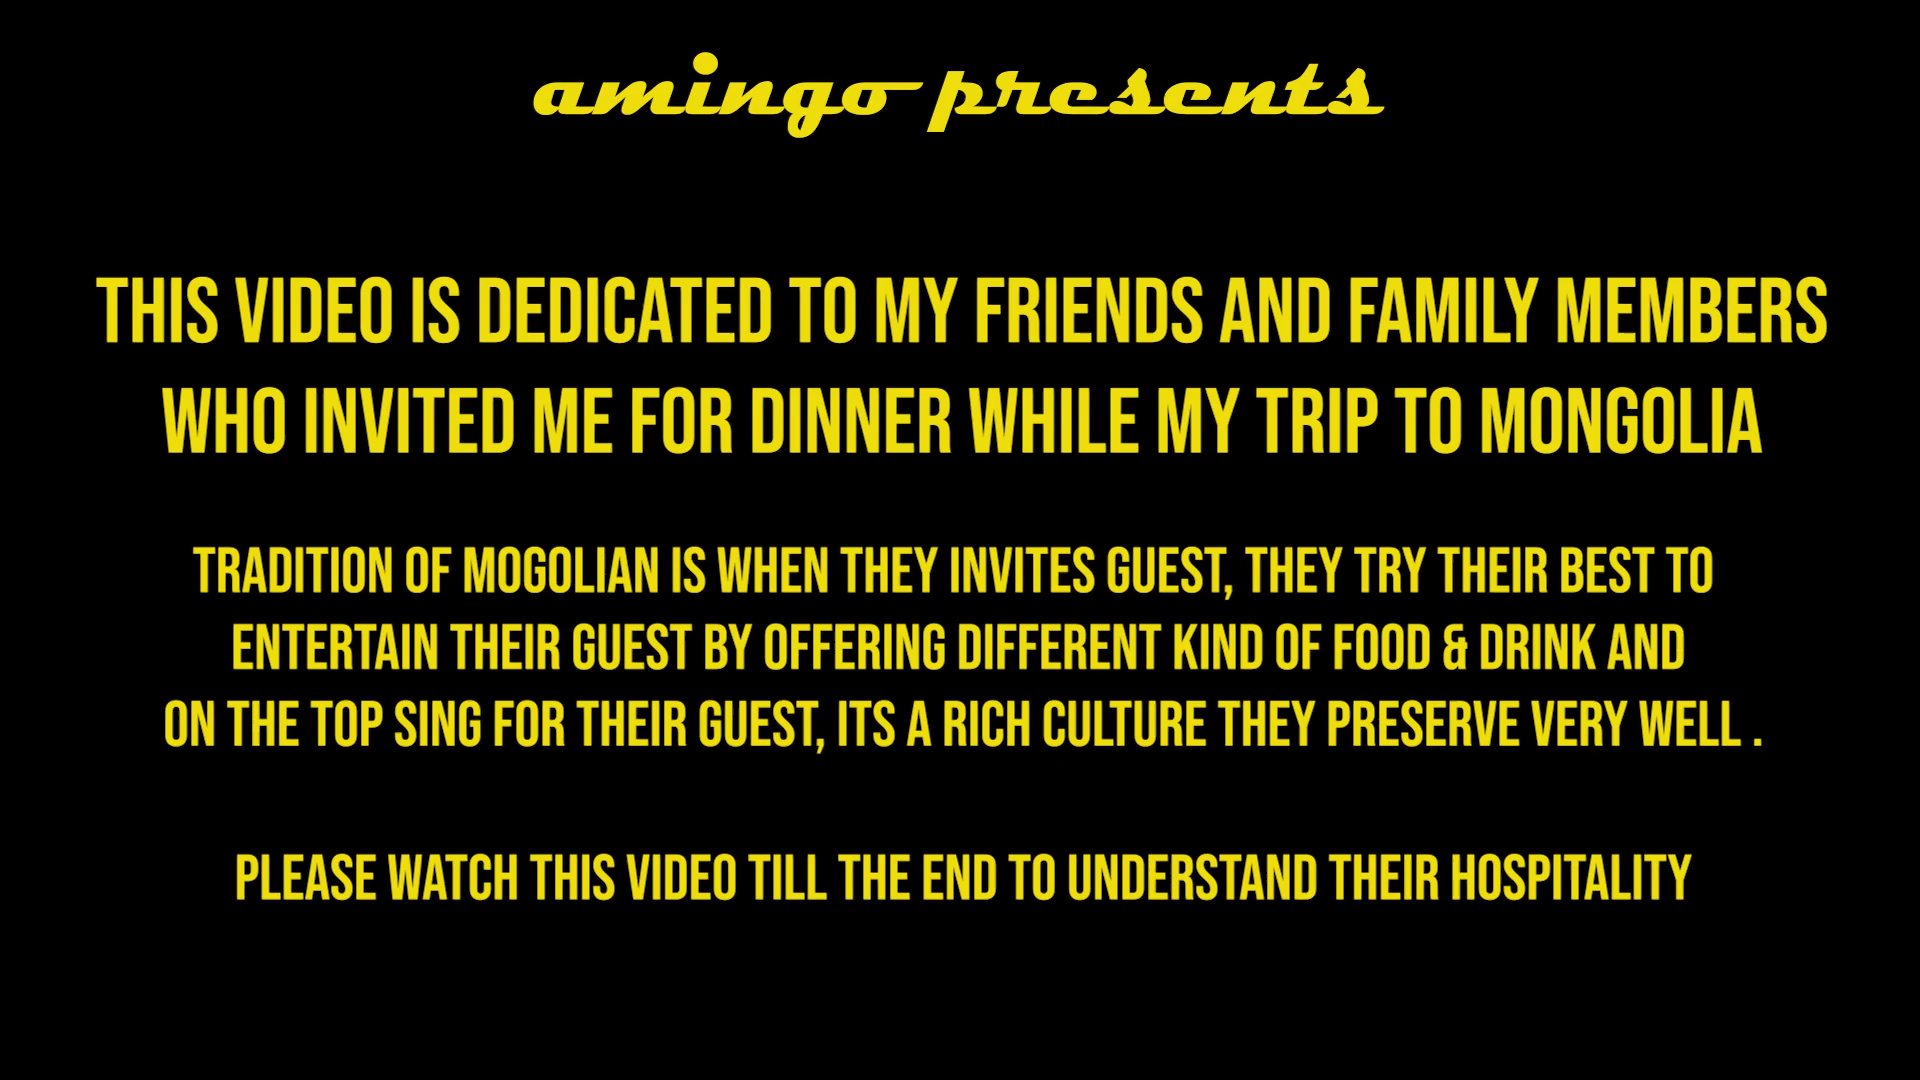 amingo presents
THIS VIDEO IS DEDICATED TO MY FRIENDS AND FAMILY MEMBERS
WHO INVITED ME FOR DINNER WHILE MY TRIP TO MONGOLIA
TRADITION OF MOGOLIAN IS WHEN THEY INVITES GUEST, THEY TRY THEIR BEST TO
ENTERTAIN THEIR GUEST BY OFFERING DIFFERENT KIND OF FOOD & DRINK AND
ON THE TOP SING FOR THEIR GUEST, ITS A RICH CULTURE THEY PRESERVE VERY WELL .
PLEASE WATCH THIS VIDEO TILL THE END TO UNDERSTAND THEIR HOSPITALITY